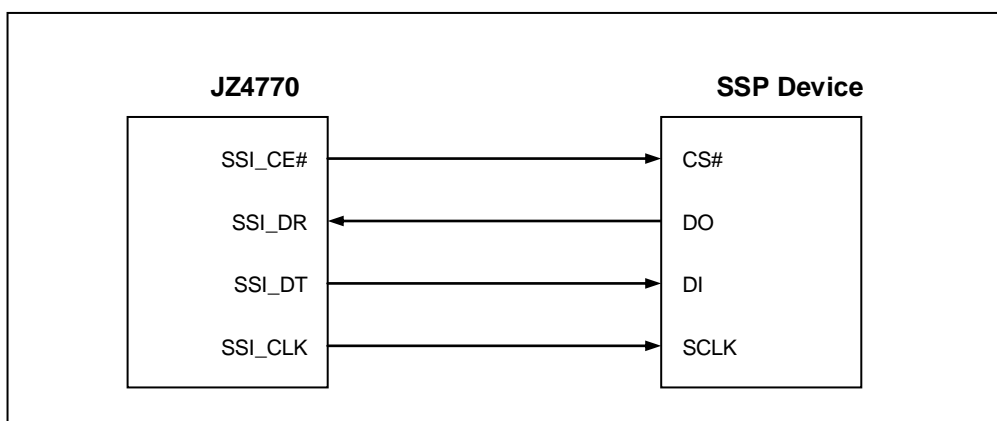 JZ4770
SSP Device
SSI_CE#
CS#
SSI_DR
DO
SSI_DT
DI
SSI_CLK
SCLK